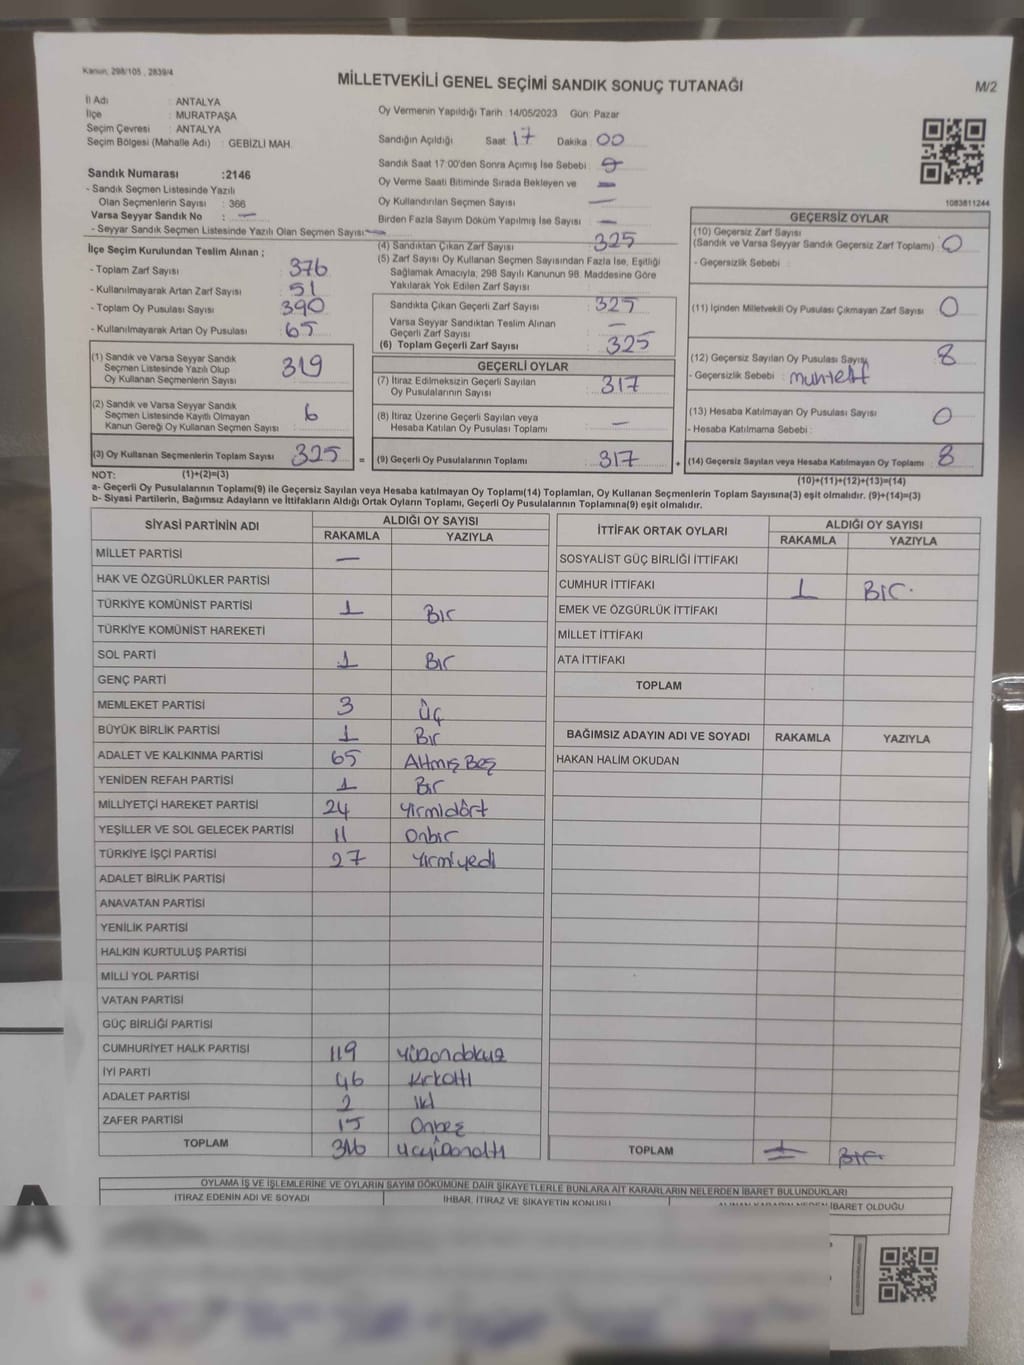 Kanun, 298/105 , 2839/4
MİLLETVEKİLİ GENEL SEÇİMİ SANDIK SONUÇ TUTANAĞI
M/2
İl Adı : ANTALYA
İlçe : MURATPAŞA
Seçim Çevresi : ANTALYA
Seçim Bölgesi (Mahalle Adı) : GEBİZLİ MAH.
Sandık Numarası :2146
- Sandık Seçmen Listesinde Yazılı
Olan Seçmenlerin Sayısı : 366
Varsa Seyyar Sandık No : —
- Seyyar Sandık Seçmen Listesinde Yazılı Olan Seçmen Sayısı: —
Oy Vermenin Yapıldığı Tarih : 14/05/2023 Gün: Pazar
Sandığın Açıldığı Saat : 17 Dakika : 00
Sandık Saat 17:00'den Sonra Açımış İse Sebebi :
Oy Verme Saati Bitiminde Sırada Bekleyen ve —
Oy Kullandırılan Seçmen Sayısı : —
Birden Fazla Sayım Döküm Yapılmış İse Sayısı : —
1083811244
İlçe Seçim Kurulundan Teslim Alınan ;
- Toplam Zarf Sayısı : 376
- Kullanılmayarak Artan Zarf Sayısı : 51
- Toplam Oy Pusulası Sayısı : 390
- Kullanılmayarak Artan Oy Pusulası : 65
(1) Sandık ve Varsa Seyyar Sandık
Seçmen Listesinde Yazılı Olup
Oy Kullanan Seçmenlerin Sayısı : 319
(2) Sandık ve Varsa Seyyar Sandık
Seçmen Listesinde Kayıtlı Olmayan
Kanun Gereği Oy Kullanan Seçmen Sayısı : 6
(3) Oy Kullanan Seçmenlerin Toplam Sayısı : 325
=
(4) Sandıktan Çıkan Zarf Sayısı : 325
(5) Zarf Sayısı Oy Kullanan Seçmen Sayısından Fazla İse, Eşitliği
Sağlamak Amacıyla; 298 Sayılı Kanunun 98. Maddesine Göre
Yakılarak Yok Edilen Zarf Sayısı :
Sandıkta Çıkan Geçerli Zarf Sayısı : 325
Varsa Seyyar Sandıktan Teslim Alınan
Geçerli Zarf Sayısı : —
(6) Toplam Geçerli Zarf Sayısı : 325
GEÇERLİ OYLAR
(7) İtiraz Edilmeksizin Geçerli Sayılan
Oy Pusulalarının Sayısı : 317
(8) İtiraz Üzerine Geçerli Sayılan veya
Hesaba Katılan Oy Pusulası Toplamı : —
(9) Geçerli Oy Pusulalarının Toplamı : 317
+
GEÇERSİZ OYLAR
(10) Geçersiz Zarf Sayısı
(Sandık ve Varsa Seyyar Sandık Geçersiz Zarf Toplamı) : 0
- Geçersizlik Sebebi :
(11) İçinden Milletvekili Oy Pusulası Çıkmayan Zarf Sayısı : 0
(12) Geçersiz Sayılan Oy Pusulası Sayısı : 8
- Geçersizlik Sebebi : muhtelif
(13) Hesaba Katılmayan Oy Pusulası Sayısı : 0
- Hesaba Katılmama Sebebi :
(14) Geçersiz Sayılan veya Hesaba Katılmayan Oy Toplamı : 8
NOT: (1)+(2)=(3)
(10)+(11)+(12)+(13)=(14)
a- Geçerli Oy Pusulalarının Toplamı(9) ile Geçersiz Sayılan veya Hesaba katılmayan Oy Toplam(14) Toplamları, Oy Kullanan Seçmenlerin Toplam Sayısına(3) eşit olmalıdır. (9)+(14)=(3)
b- Siyasi Partilerin, Bağımsız Adayların ve İttifakların Aldığı Ortak Oyların Toplamı, Geçerli Oy Pusulalarının Toplamına(9) eşit olmalıdır.
SİYASİ PARTİNİN ADI ALDIĞI OY SAYISI
RAKAMLA YAZIYLA
MİLLET PARTİSİ —
HAK VE ÖZGÜRLÜKLER PARTİSİ
TÜRKİYE KOMÜNİST PARTİSİ 1 Bir
TÜRKİYE KOMÜNİST HAREKETİ
SOL PARTİ 1 Bir
GENÇ PARTİ
MEMLEKET PARTİSİ 3 Üç
BÜYÜK BİRLİK PARTİSİ 1 Bir
ADALET VE KALKINMA PARTİSİ 65 Altmış Beş
YENİDEN REFAH PARTİSİ 1 Bir
MİLLİYETÇİ HAREKET PARTİSİ 24 Yirmidört
YEŞİLLER VE SOL GELECEK PARTİSİ 11 Onbir
TÜRKİYE İŞÇİ PARTİSİ 27 Yirmiyedi
ADALET BİRLİK PARTİSİ
ANAVATAN PARTİSİ
YENİLİK PARTİSİ
HALKIN KURTULUŞ PARTİSİ
MİLLİ YOL PARTİSİ
VATAN PARTİSİ
GÜÇ BİRLİĞİ PARTİSİ
CUMHURİYET HALK PARTİSİ 119 Yüzondokuz
İYİ PARTİ 46 Kırkaltı
ADALET PARTİSİ 2 İki
ZAFER PARTİSİ 15 Onbeş
TOPLAM 316 Üçyüzonaltı
İTTİFAK ORTAK OYLARI ALDIĞI OY SAYISI
RAKAMLA YAZIYLA
SOSYALİST GÜÇ BİRLİĞİ İTTİFAKI
CUMHUR İTTİFAKI 1 Bir.
EMEK VE ÖZGÜRLÜK İTTİFAKI
MİLLET İTTİFAKI
ATA İTTİFAKI
TOPLAM
BAĞIMSIZ ADAYIN ADI VE SOYADI RAKAMLA YAZIYLA
HAKAN HALİM OKUDAN
TOPLAM Bir.
OYLAMA İŞ VE İŞLEMLERİNE VE OYLARIN SAYIM DÖKÜMÜNE DAİR ŞİKAYETLERLE BUNLARA AİT KARARLARIN NELERDEN İBARET BULUNDUKLARI
İTİRAZ EDENİN ADI VE SOYADI
İHBAR, İTİRAZ VE ŞİKAYETİN KONUSU
İBARET OLDUĞU
A